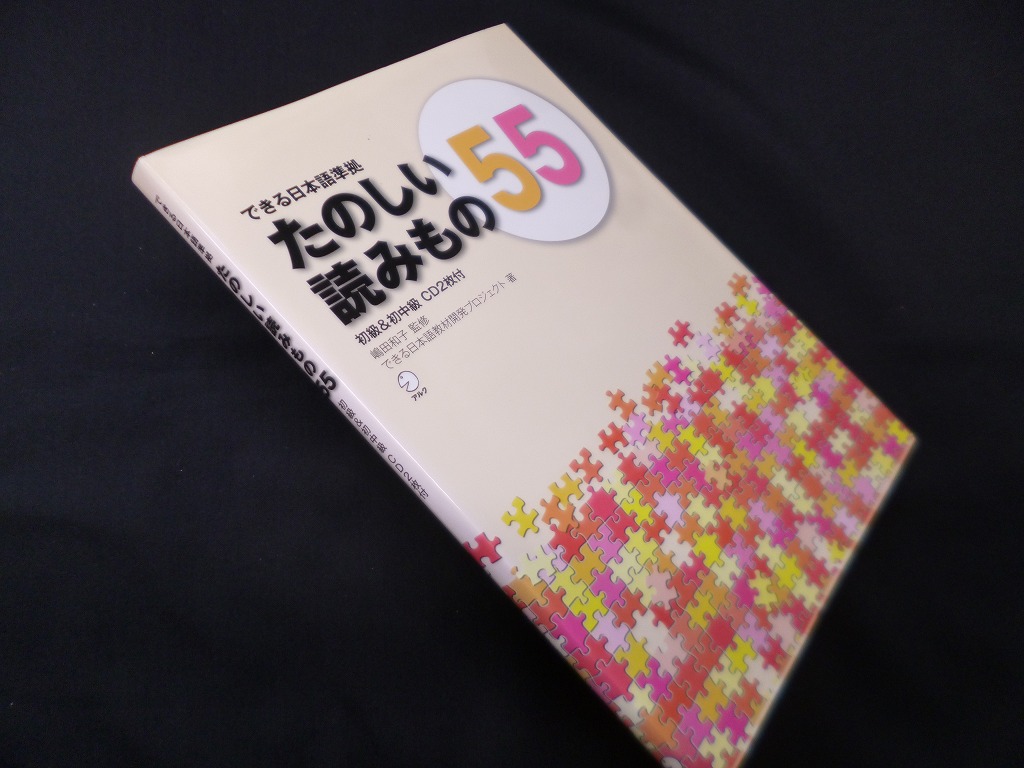 できる日本語準拠
たのしい
読みもの
55
初級&初中級 CD2枚付
嶋田和子 監修
できる日本語教材開発プロジェクト 著
アルク
できる日本語準拠 たのしい読みもの55 初級&初中級 CD2枚付